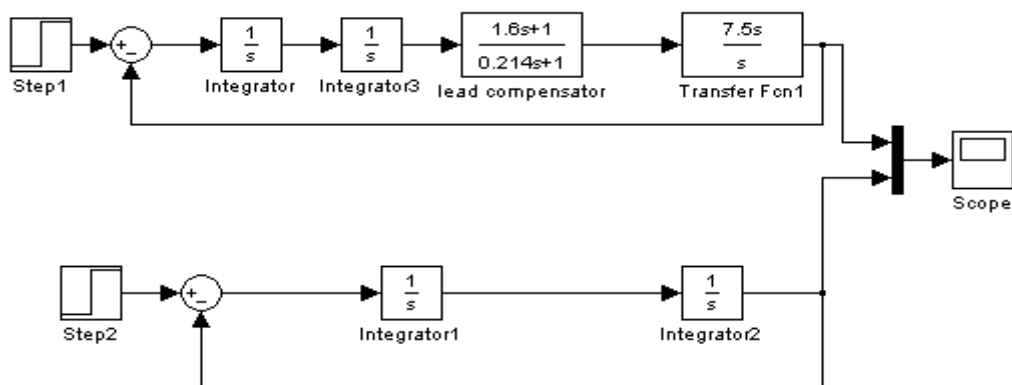 Step1
+
-
1
s
Integrator
1
s
Integrator3
1.6s+1
0.214s+1
lead compensator
7.5s
s
Transfer Fcn1
Scope
Step2
+
-
1
s
Integrator1
1
s
Integrator2